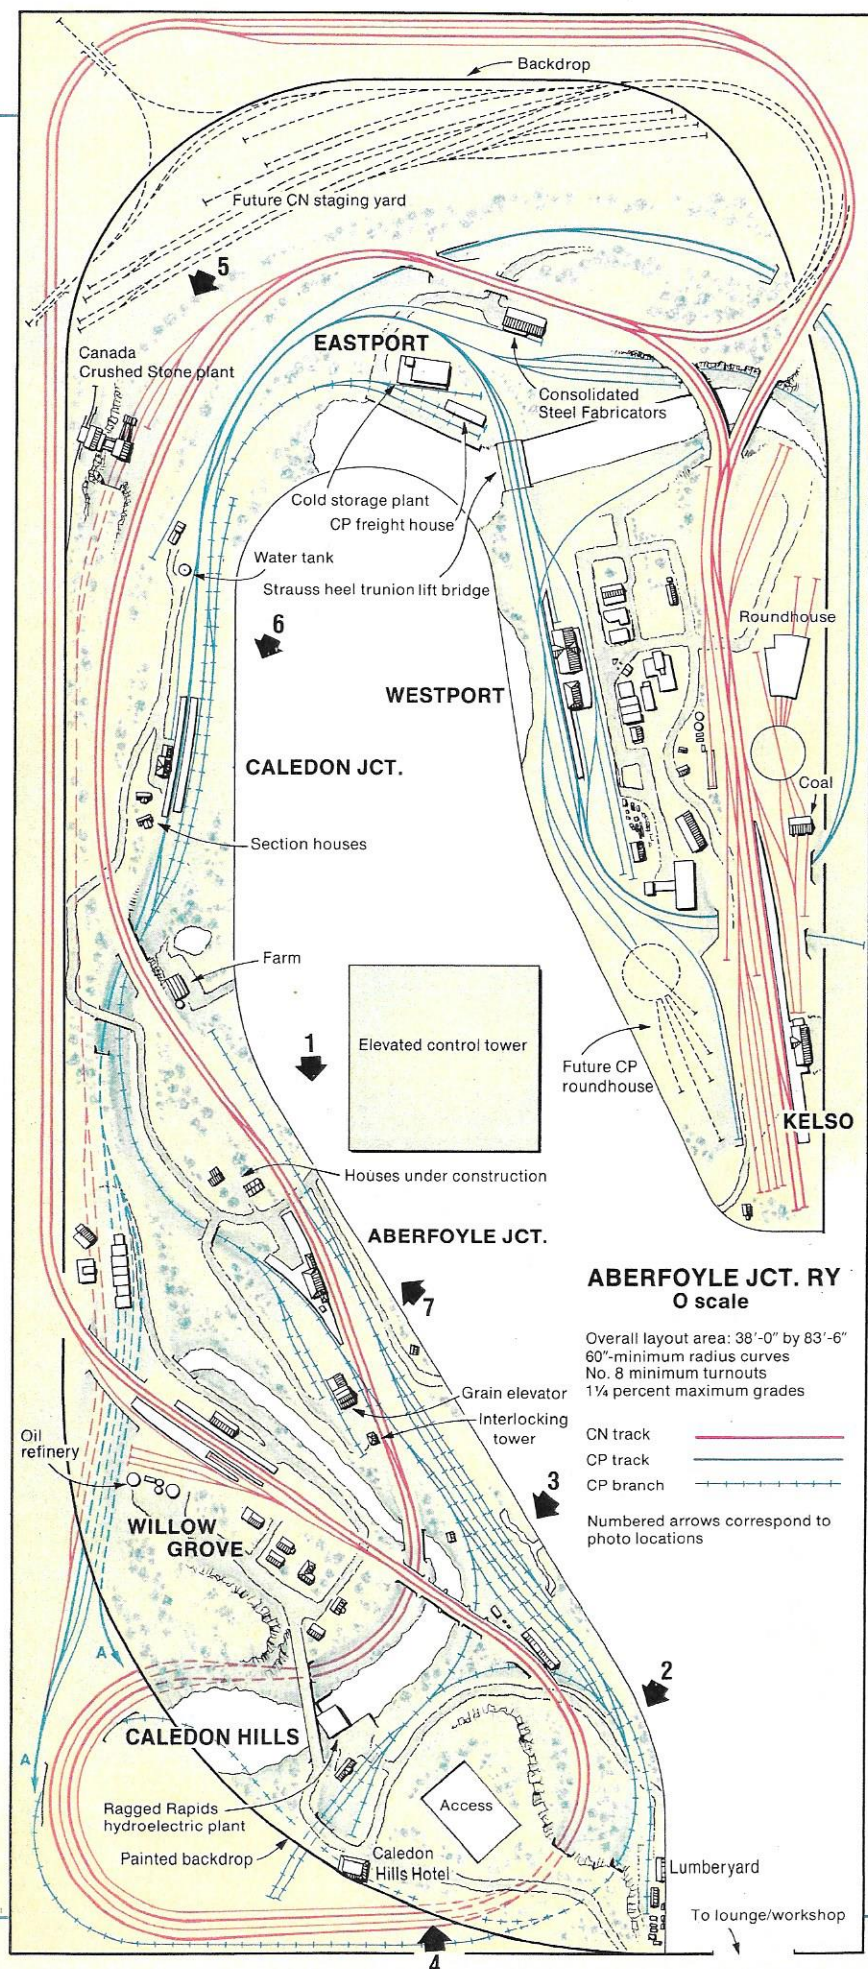 Backdrop
Future CN staging yard
5
Canada
Crushed Stone plant
EASTPORT
Consolidated
Steel Fabricators
Cold storage plant
CP freight house
Water tank
Strauss heel trunion lift bridge
6
Roundhouse
WESTPORT
CALEDON JCT.
Coal
Section houses
Farm
1
Elevated control tower
Future CP
roundhouse
KELSO
Houses under construction
ABERFOYLE JCT.
7
ABERFOYLE JCT. RY
O scale
Overall layout area: 38'-0" by 83'-6"
60"-minimum radius curves
No. 8 minimum turnouts
1¼ percent maximum grades
CN track
CP track
CP branch
Numbered arrows correspond to
photo locations
Grain elevator
Interlocking
tower
Oil
refinery
3
WILLOW
GROVE
A
2
CALEDON HILLS
A
Ragged Rapids
hydroelectric plant
Access
Painted backdrop
Caledon
Hills Hotel
Lumberyard
To lounge/workshop
4